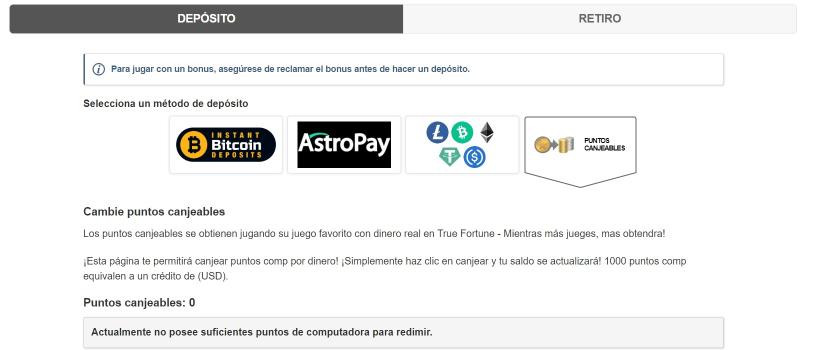 DEPÓSITO
RETIRO
Para jugar con un bonus, asegúrese de reclamar el bonus antes de hacer un depósito.
Selecciona un método de depósito
INSTANT
Bitcoin
DEPOSITS
AstroPay
PUNTOS
CANJEABLES
Cambie puntos canjeables
Los puntos canjeables se obtienen jugando su juego favorito con dinero real en True Fortune - Mientras más jueges, mas obtendra!
¡Esta página te permitirá canjear puntos comp por dinero! ¡Simplemente haz clic en canjear y tu saldo se actualizará! 1000 puntos comp
equivalen a un crédito de (USD).
Puntos canjeables: 0
Actualmente no posee suficientes puntos de computadora para redimir.